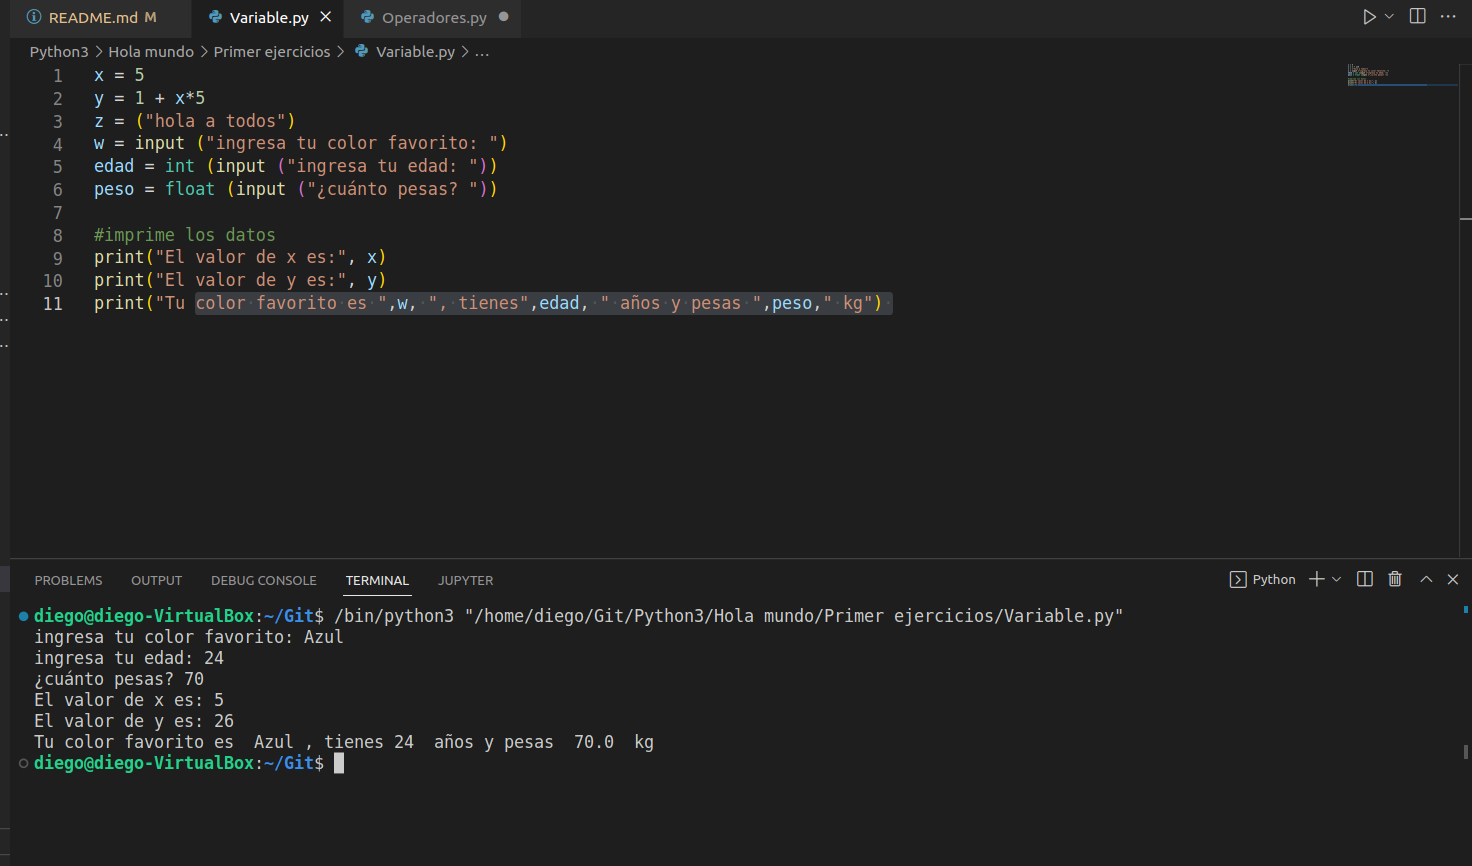 README.md M Variable.py Operadores.py
Python3 > Hola mundo > Primer ejercicios > Variable.py > ...
1 x = 5
2 y = 1 + x*5
3 z = ("hola a todos")
4 w = input ("ingresa tu color favorito: ")
5 edad = int (input ("ingresa tu edad: "))
6 peso = float (input ("¿cuánto pesas? "))
7
8 #imprime los datos
9 print("El valor de x es:", x)
10 print("El valor de y es:", y)
11 print("Tu color favorito es ",w, ", tienes",edad, " años y pesas ",peso," kg")
PROBLEMS OUTPUT DEBUG CONSOLE TERMINAL JUPYTER Python
diego@diego-VirtualBox:~/Git$ /bin/python3 "/home/diego/Git/Python3/Hola mundo/Primer ejercicios/Variable.py"
ingresa tu color favorito: Azul
ingresa tu edad: 24
¿cuánto pesas? 70
El valor de x es: 5
El valor de y es: 26
Tu color favorito es  Azul , tienes 24  años y pesas  70.0  kg
diego@diego-VirtualBox:~/Git$